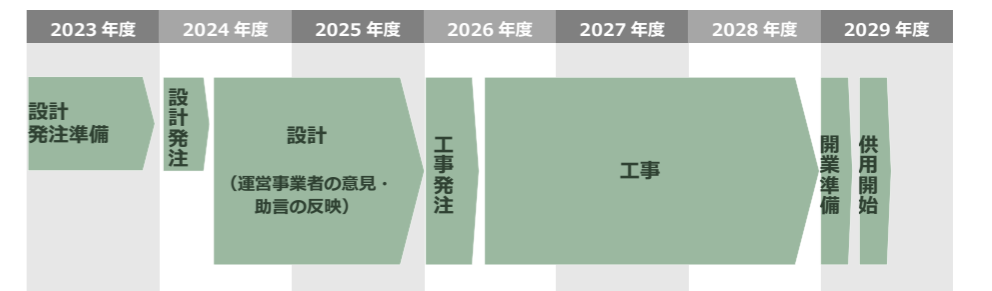 2023 年度
2024 年度
2025 年度
2026 年度
2027 年度
2028 年度
2029 年度
設計
発注準備
設計発注
設計
（運営事業者の意見・
助言の反映）
工事発注
工事
開業準備
供用開始